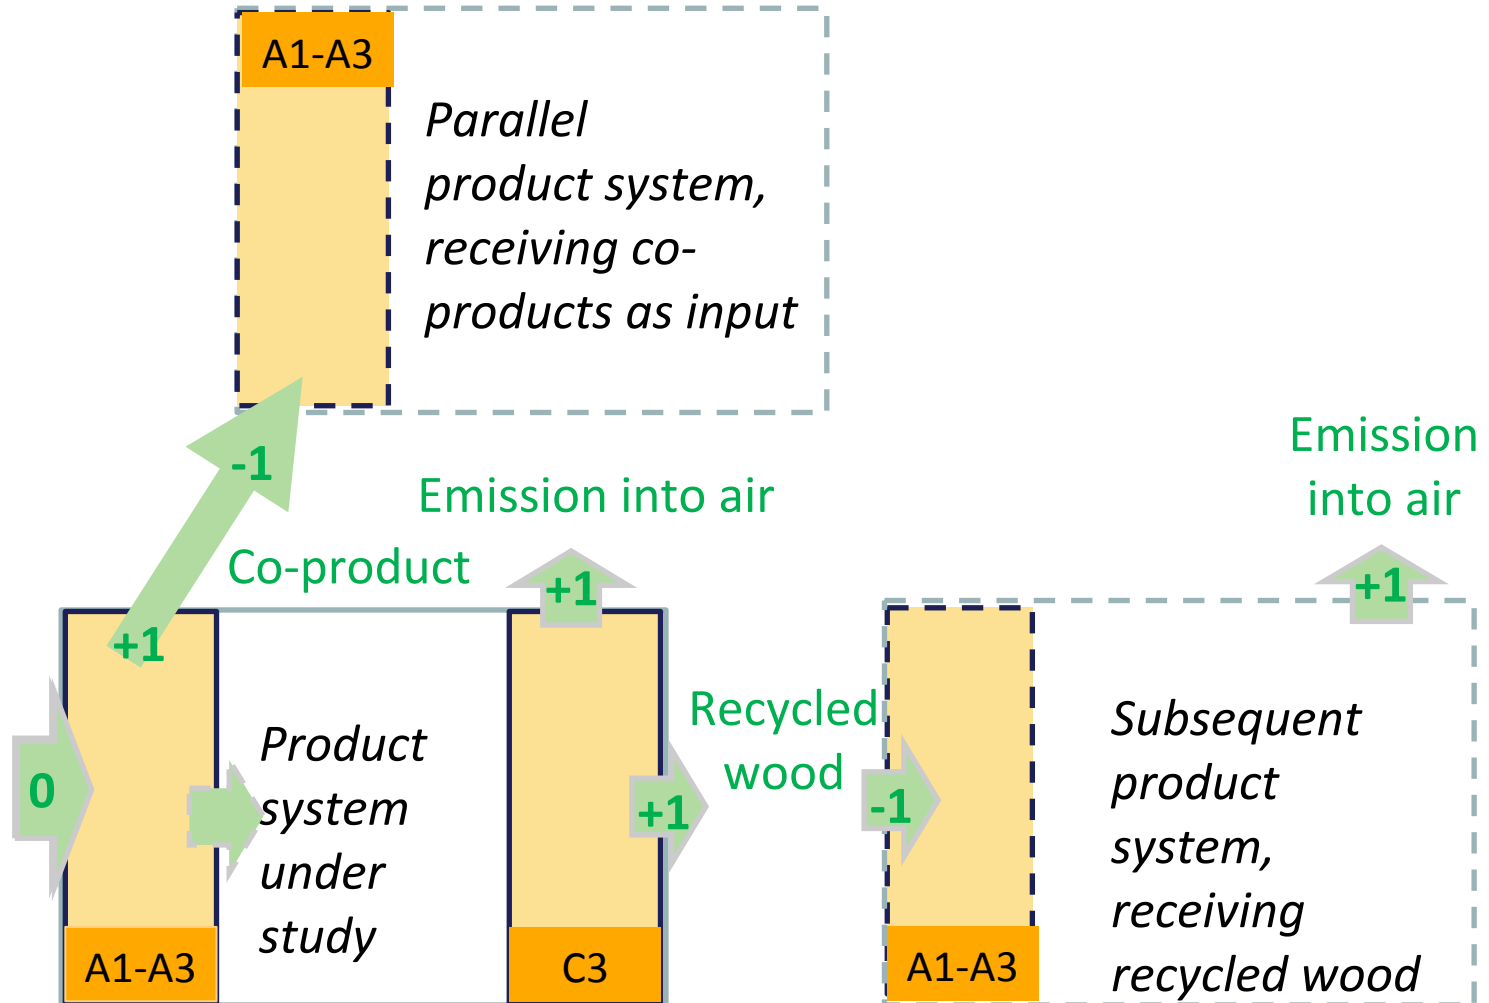 A1-A3
Parallel
product system,
receiving co-
products as input
-1
Emission into air
Co-product
+1
+1
0
Product
system
under
study
A1-A3
C3
Recycled
wood
+1
-1
Emission
into air
+1
Subsequent
product
system,
receiving
recycled wood
A1-A3